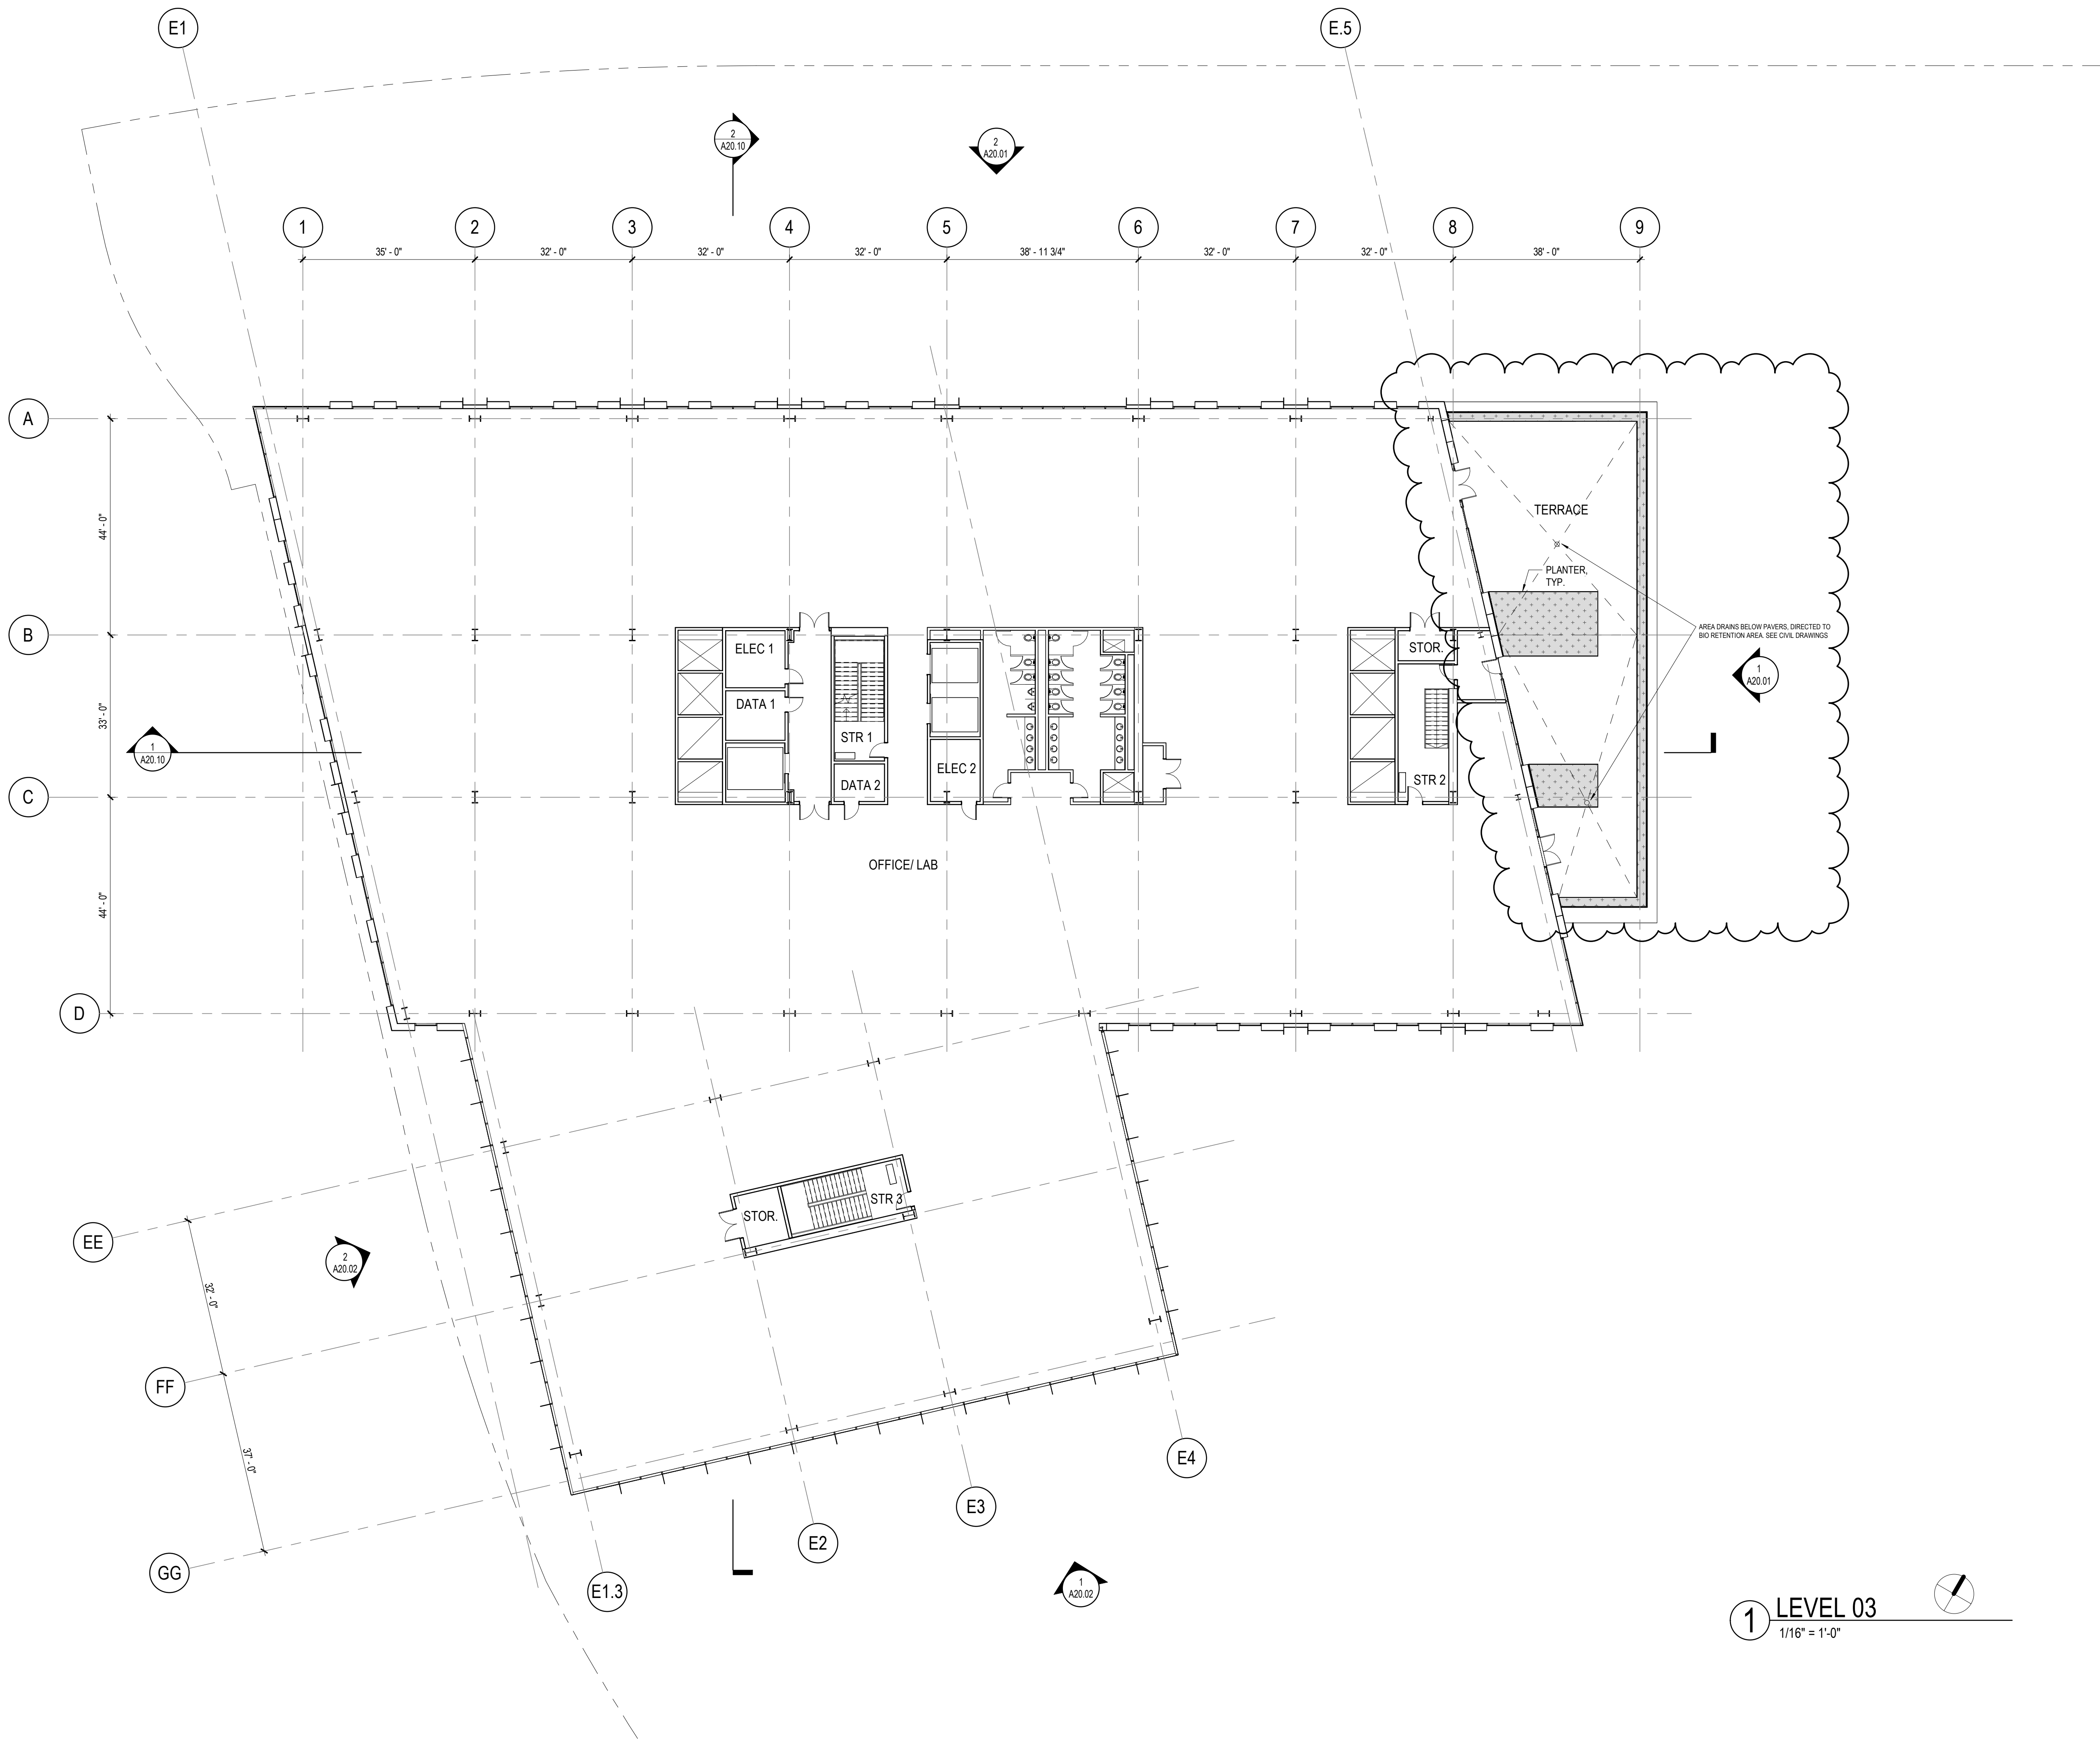 E1
E.5
2
A20.10
2
A20.01
1
2
3
4
5
6
7
8
9
35' - 0"
32' - 0"
32' - 0"
32' - 0"
38' - 11 3/4"
32' - 0"
32' - 0"
38' - 0"
A
44' - 0"
TERRACE
PLANTER,
TYP.
B
AREA DRAINS BELOW PAVERS, DIRECTED TO
BIO RETENTION AREA. SEE CIVIL DRAWINGS
ELEC 1
STOR.
1
A20.01
DATA 1
33' - 0"
STR 1
1
A20.10
ELEC 2
STR 2
DATA 2
C
OFFICE/ LAB
44' - 0"
D
STR 3
STOR.
EE
2
A20.02
32' - 0"
FF
37' - 0"
E4
E3
E2
GG
E1.3
1
A20.02
1
LEVEL 03
1/16" = 1'-0"